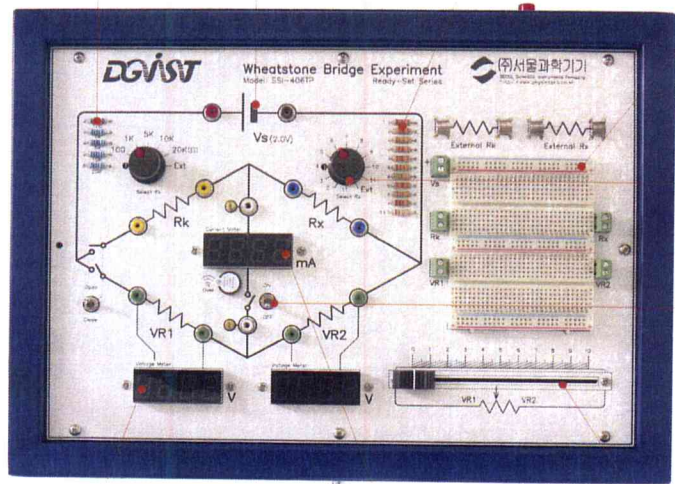 DGIST
Wheatstone Bridge Experiment
Model: SSI-406TP Ready-Set Series
(주)서울과학기기
Vs(2.0V)
100 1K 5K 10K 20K(Ω) Ext
Select Rk
Ext
Select Rx
External Rk
External Rx
Rk
Rx
Current Meter
mA
ON
OFF
Open
Close
VR1
VR2
Voltage Meter
V
Voltage Meter
V
Vs
Rk
Rx
VR1
VR2
0 1 2 3 4 5 6 7 8 9 10
VR1 VR2